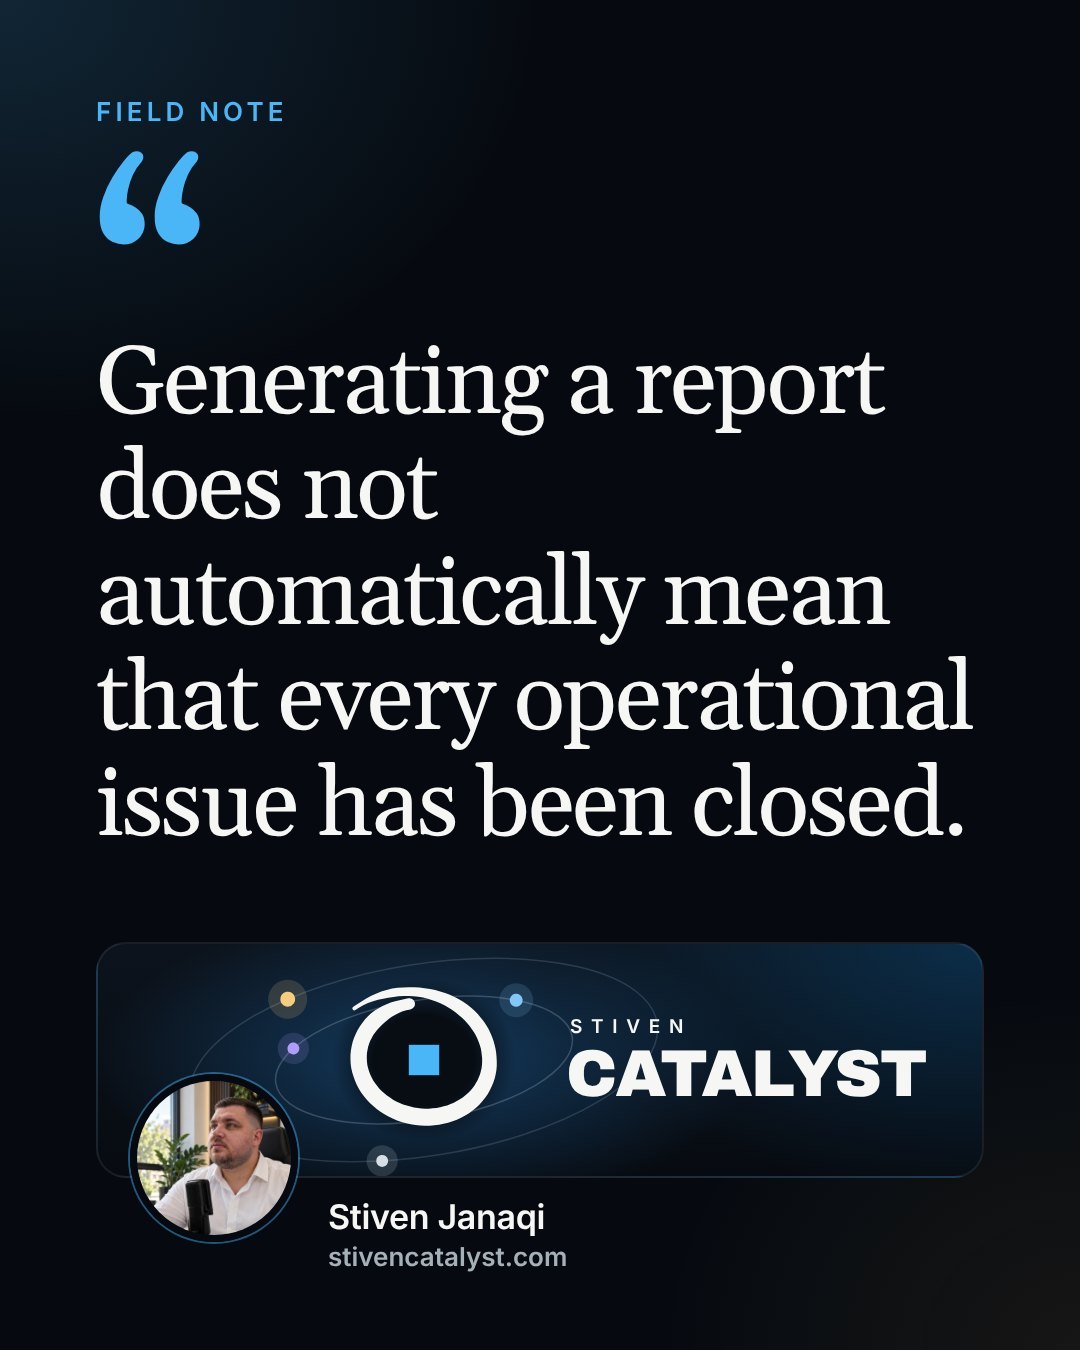 FIELD NOTE
“
Generating a report
does not
automatically mean
that every operational
issue has been closed.
STIVEN
CATALYST
Stiven Janaqi
stivencatalyst.com